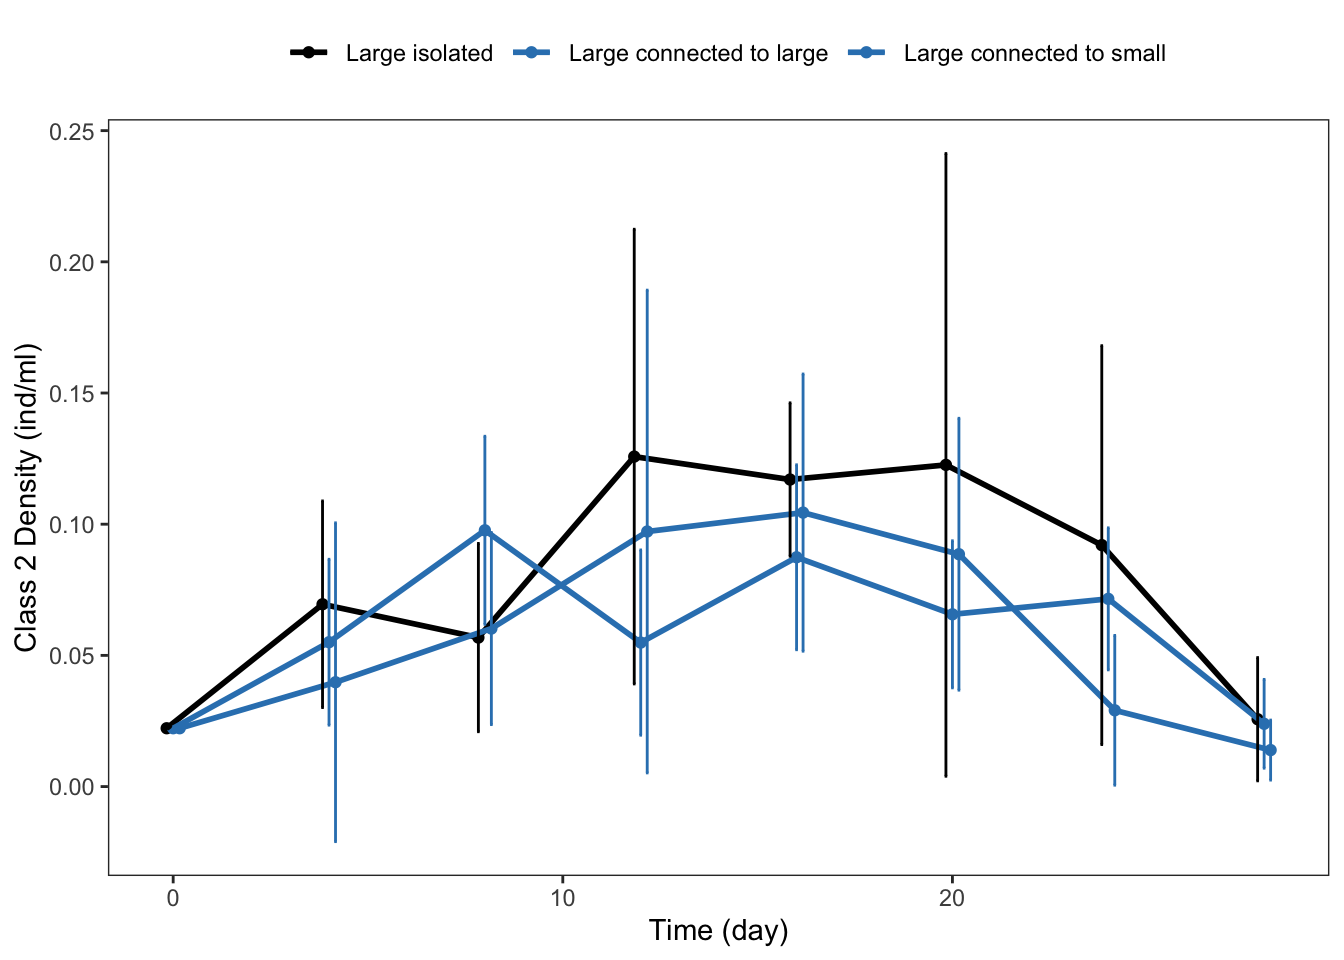 Large isolated Large connected to large Large connected to small
0.25
0.20
0.15
0.10
0.05
0.00
Class 2 Density (ind/ml)
0 10 20
Time (day)